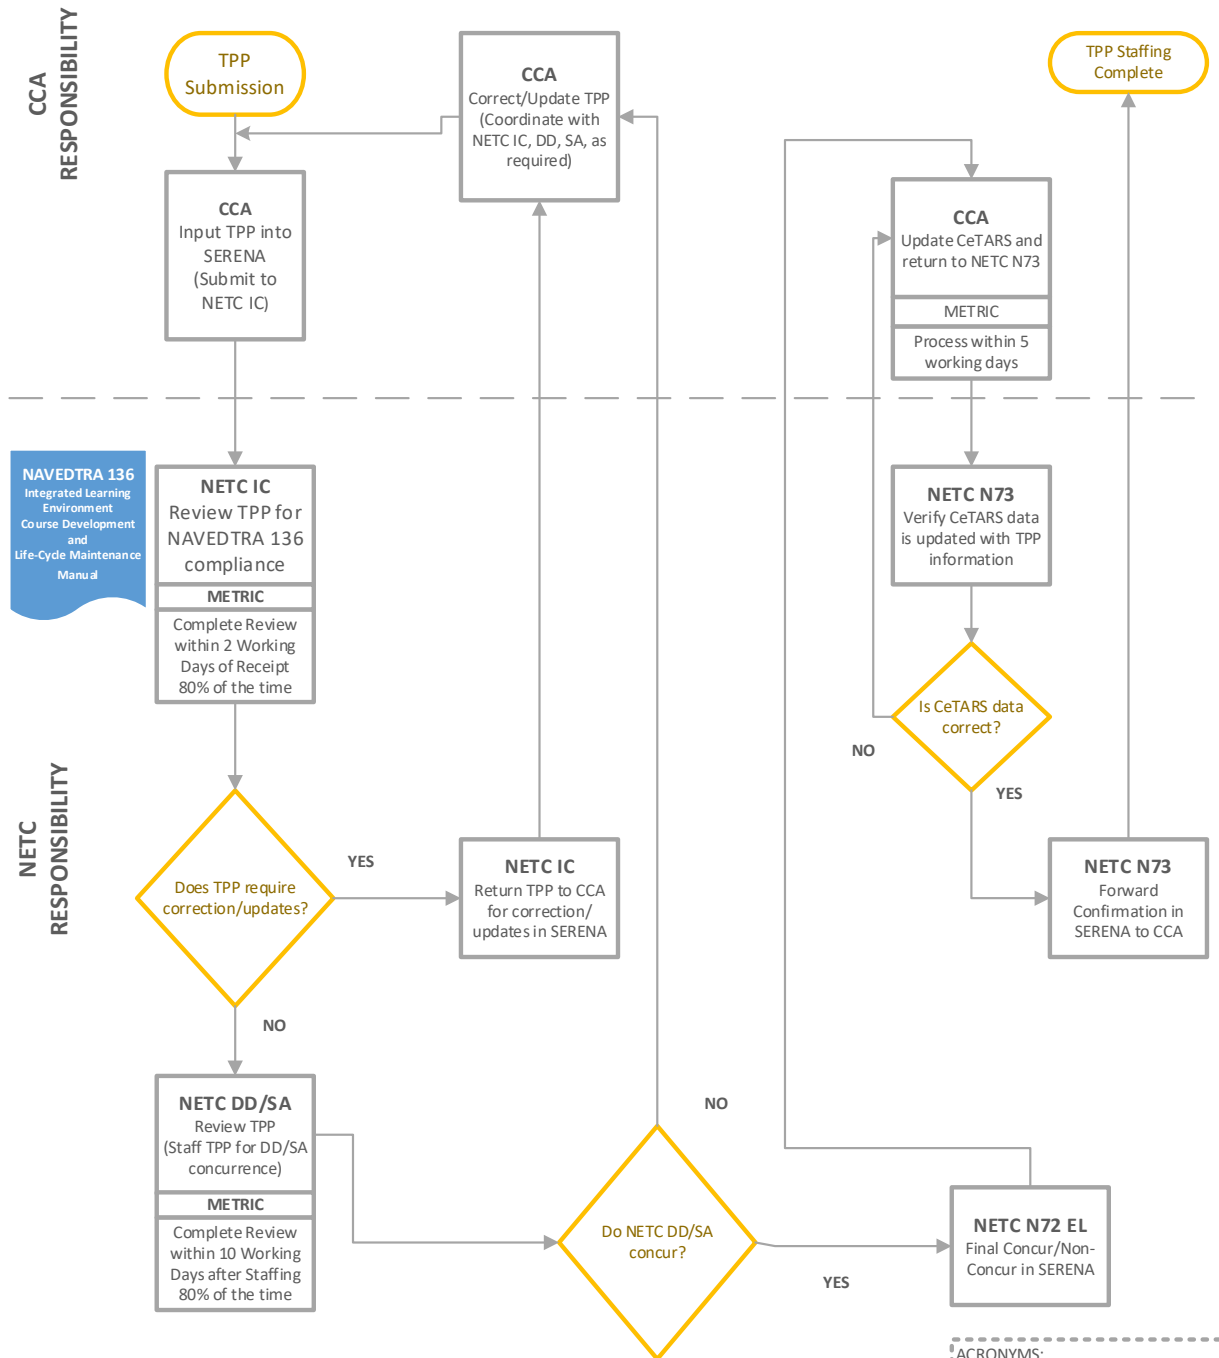 CCA
RESPONSIBILITY
TPP
Submission
CCA
Correct/Update TPP
(Coordinate with
NETC IC, DD, SA, as
required)
TPP Staffing
Complete
CCA
Input TPP into
SERENA
(Submit to
NETC IC)
CCA
Update CeTARS and
return to NETC N73
METRIC
Process within 5
working days
NAVEDTRA 136
Integrated Learning
Environment
Course Development
and
Life-Cycle Maintenance
Manual
NETC IC
Review TPP for
NAVEDTRA 136
compliance
METRIC
Complete Review
within 2 Working
Days of Receipt
80% of the time
NETC N73
Verify CeTARS data
is updated with TPP
information
Is CeTARS data
correct?
NO
YES
NETC
RESPONSIBILITY
Does TPP require
correction/updates?
YES
NETC IC
Return TPP to CCA
for correction/
updates in SERENA
NETC N73
Forward
Confirmation in
SERENA to CCA
NO
NETC DD/SA
Review TPP
(Staff TPP for DD/SA
concurrence)
METRIC
Complete Review
within 10 Working
Days after Staffing
80% of the time
NO
Do NETC DD/SA
concur?
YES
NETC N72 EL
Final Concur/Non-
Concur in SERENA
ACRONYMS: